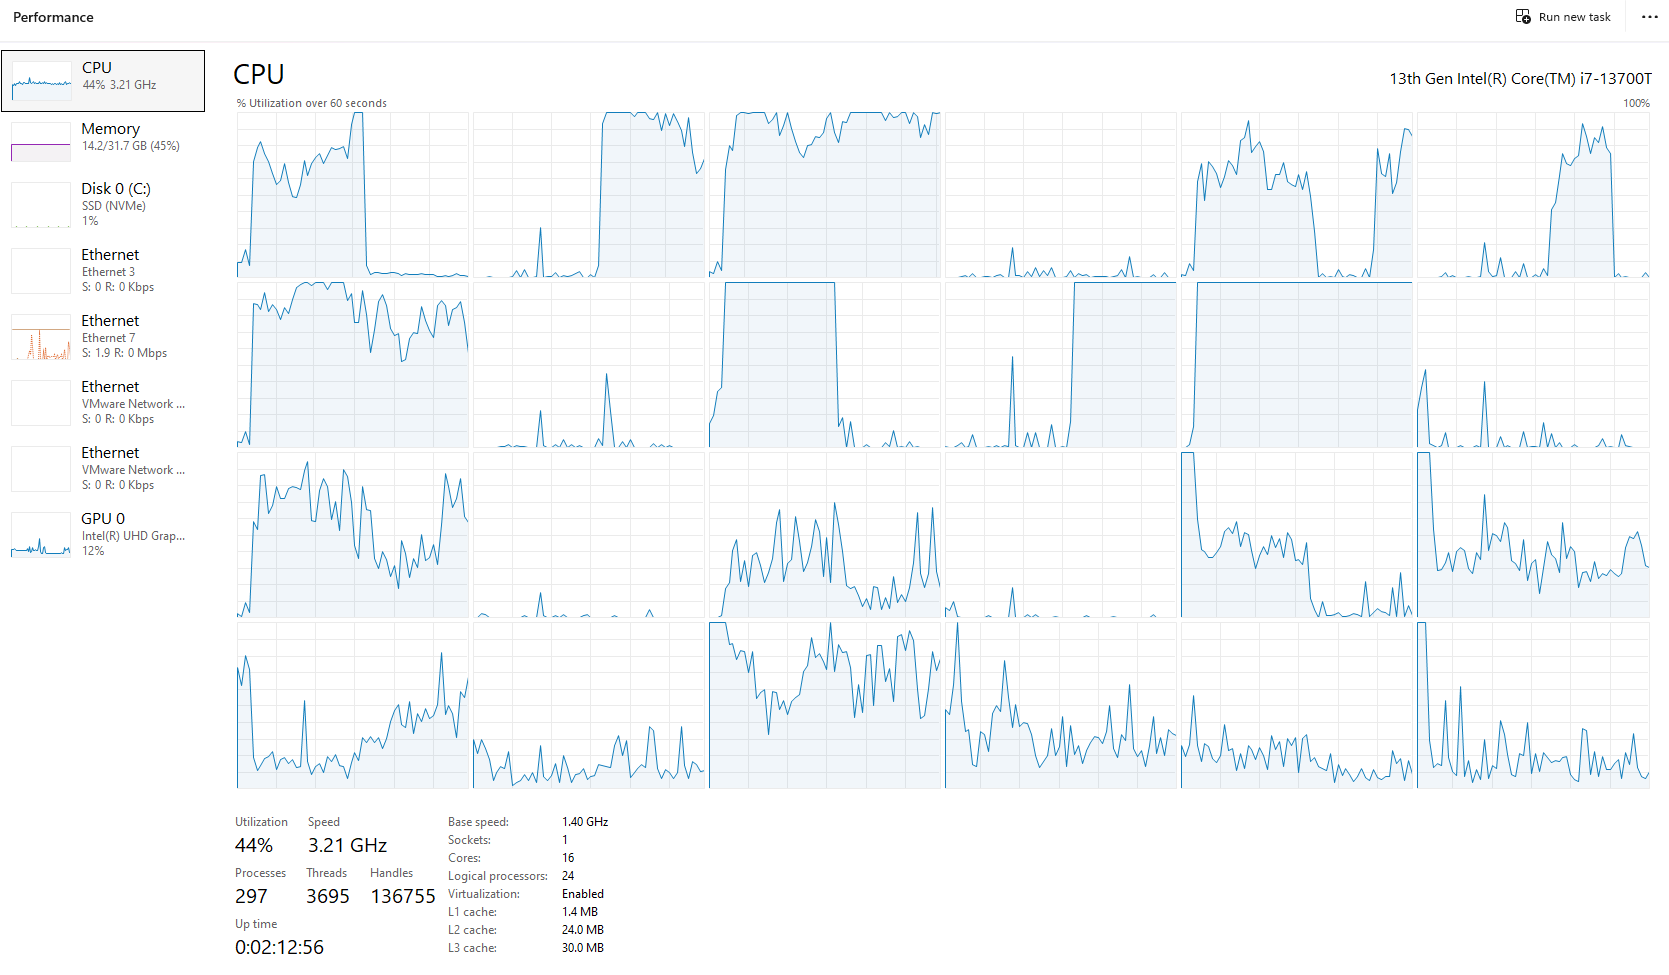 Performance
Run new task
CPU
44% 3.21 GHz
Memory
14.2/31.7 GB (45%)
Disk 0 (C:)
SSD (NVMe)
1%
Ethernet
Ethernet 3
S: 0 R: 0 Kbps
Ethernet
Ethernet 7
S: 1.9 R: 0 Mbps
Ethernet
VMware Network ...
S: 0 R: 0 Kbps
Ethernet
VMware Network ...
S: 0 R: 0 Kbps
GPU 0
Intel(R) UHD Grap...
12%
CPU
13th Gen Intel(R) Core(TM) i7-13700T
% Utilization over 60 seconds
100%
Utilization Speed
44% 3.21 GHz
Processes Threads Handles
297 3695 136755
Up time
0:02:12:56
Base speed: 1.40 GHz
Sockets: 1
Cores: 16
Logical processors: 24
Virtualization: Enabled
L1 cache: 1.4 MB
L2 cache: 24.0 MB
L3 cache: 30.0 MB